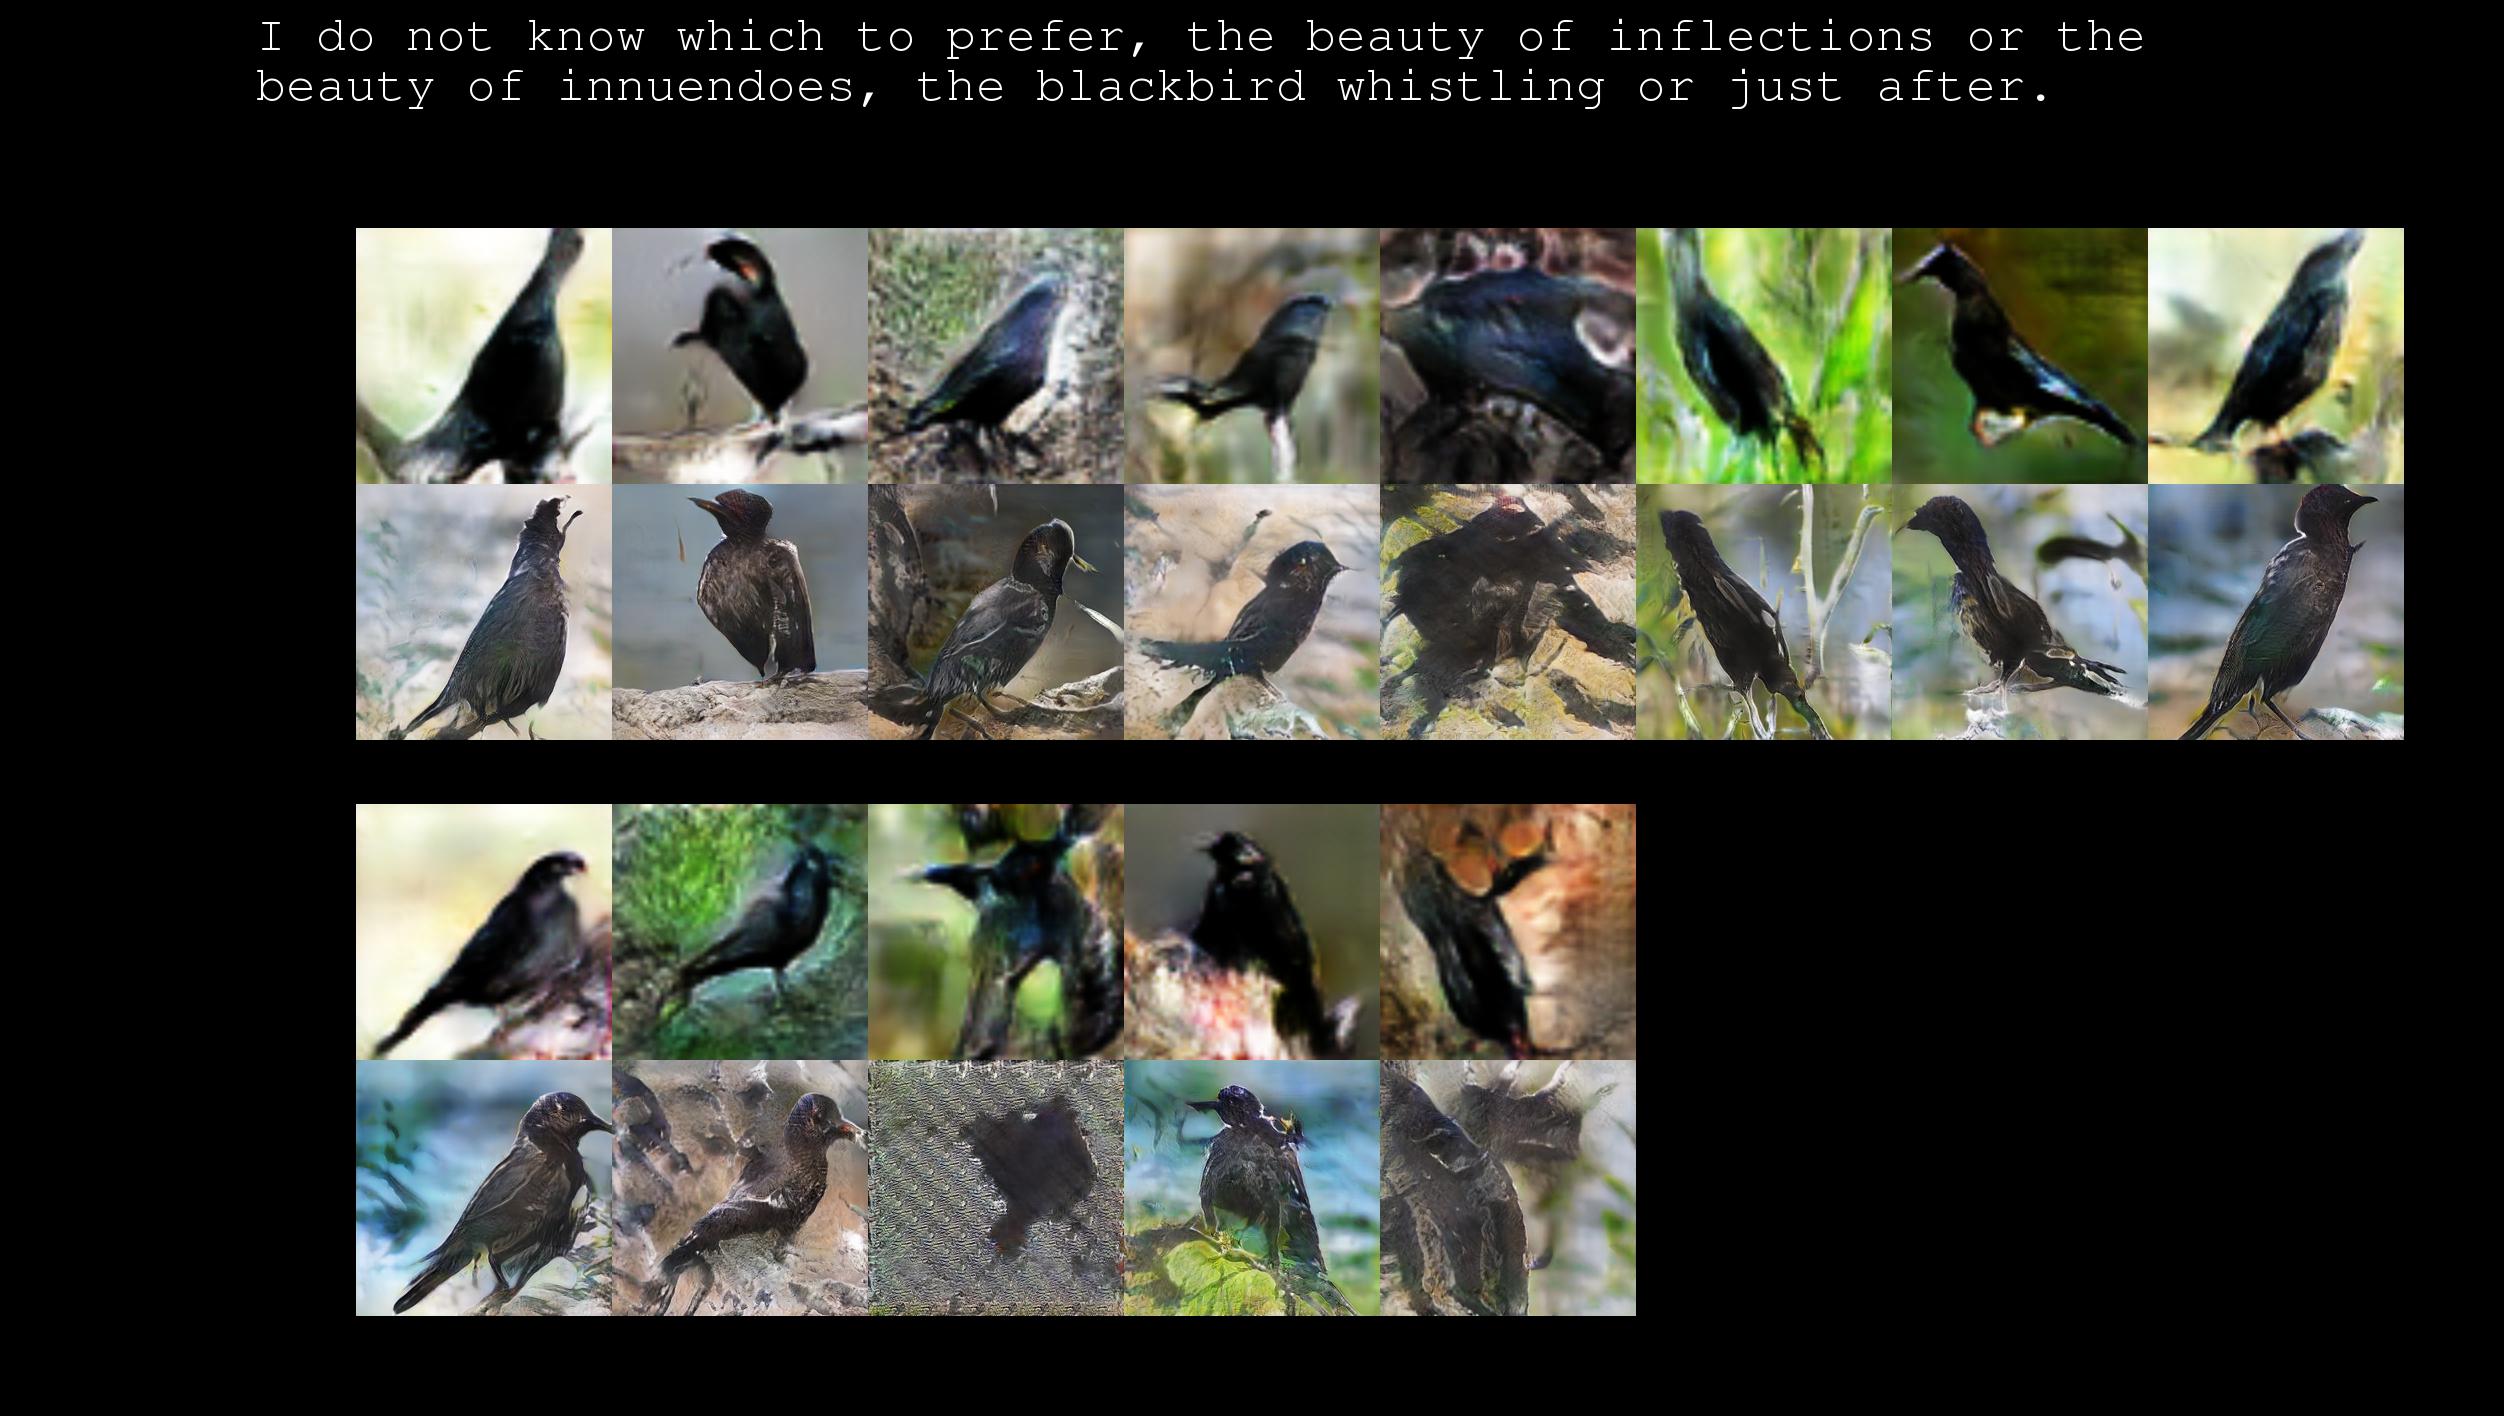 I do not know which to prefer, the beauty of inflections or the
beauty of innuendoes, the blackbird whistling or just after.